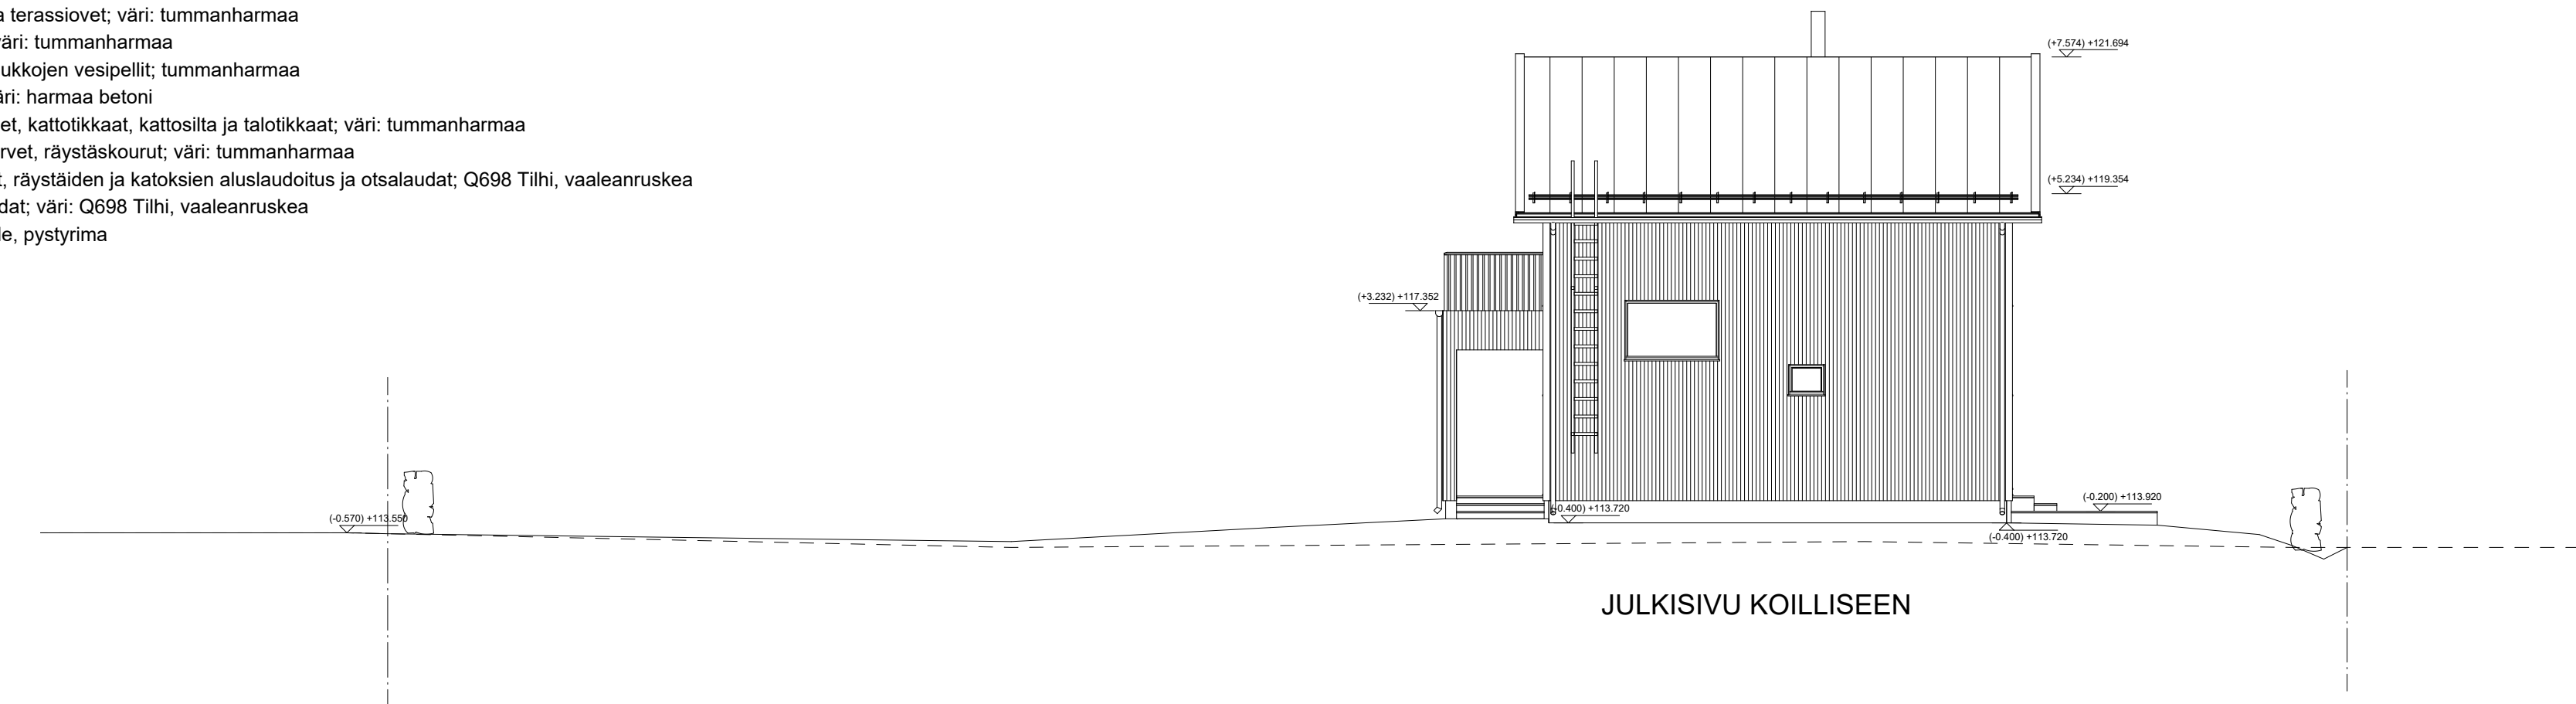 a terassiovet; väri: tummanharmaa
väri: tummanharmaa
ukkojen vesipellit; tummanharmaa
äri: harmaa betoni
et, kattotikkaat, kattosilta ja talotikkaat; väri: tummanharmaa
rvet, räystäskourut; väri: tummanharmaa
t, räystäiden ja katoksien aluslaudoitus ja otsalaudat; Q698 Tilhi, vaaleanruskea
dat; väri: Q698 Tilhi, vaaleanruskea
le, pystyrima
(+7.574) +121.694
(+5.234) +119.354
(+3.232) +117.352
(-0.200) +113.920
(-0.400) +113.720
(-0.570) +113.550
(-0.400) +113.720
JULKISIVU KOILLISEEN